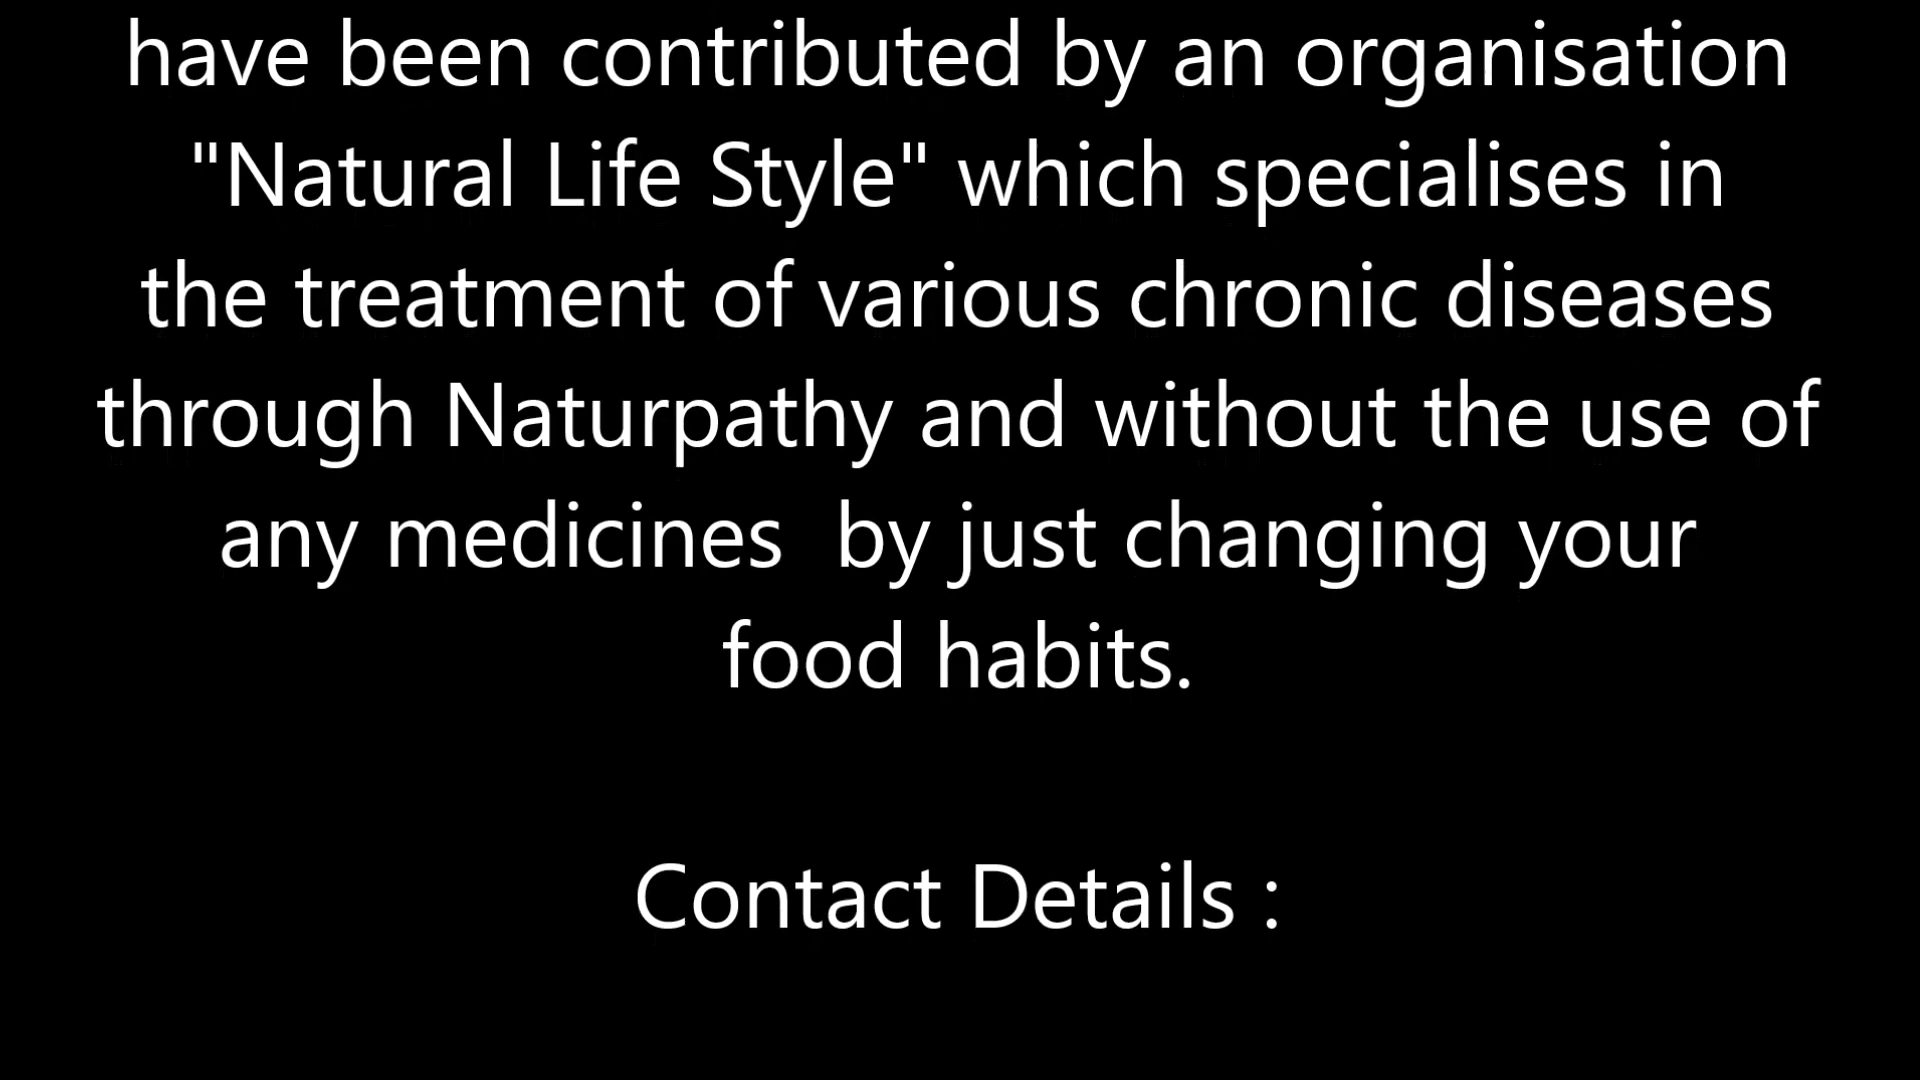 have been contributed by an organisation
"Natural Life Style" which specialises in
the treatment of various chronic diseases
through Naturpathy and without the use of
any medicines  by just changing your
food habits.
Contact Details :